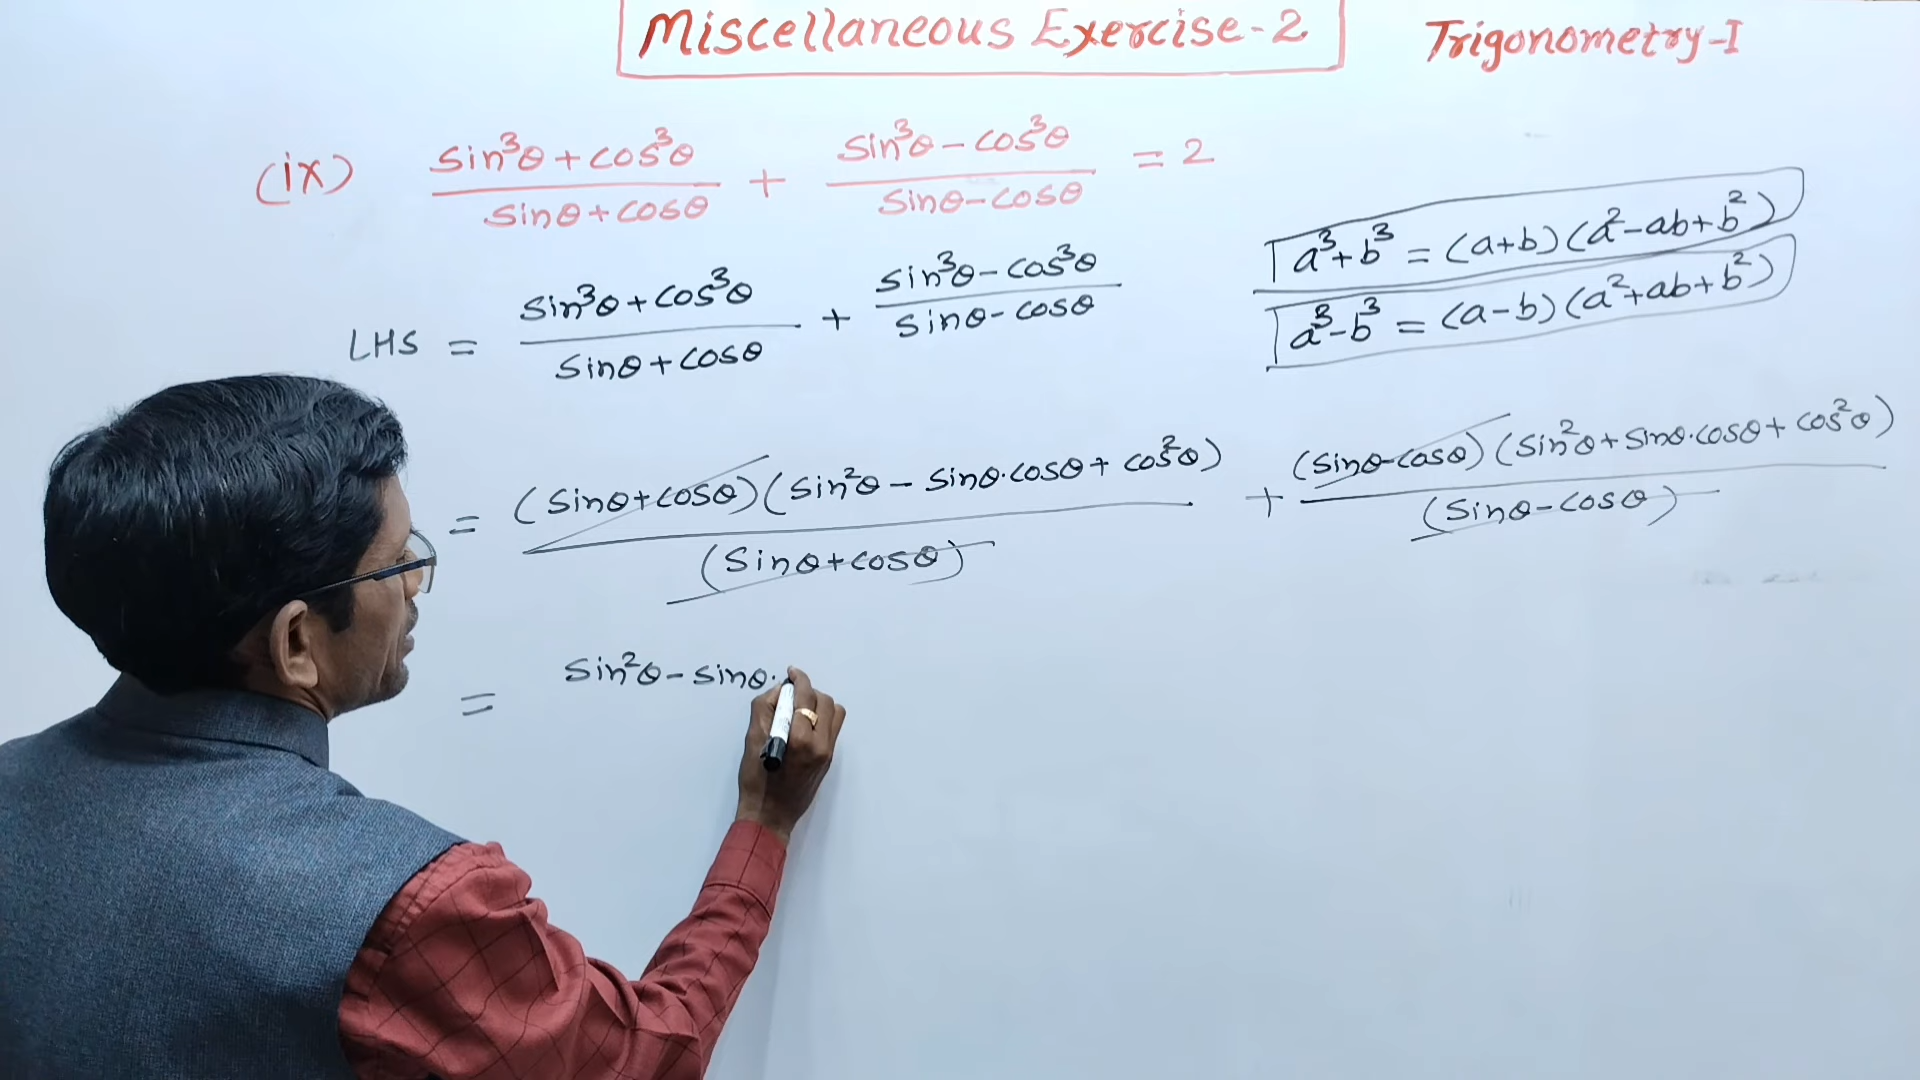 Miscellaneous Exercise-2
Trigonometry-I
(ix) (sin³θ + cos³θ)/(sinθ + cosθ) + (sin³θ - cos³θ)/(sinθ - cosθ) = 2
a³+b³ = (a+b)(a²-ab+b²)
a³-b³ = (a-b)(a²+ab+b²)
LHS = (sin³θ + cos³θ)/(sinθ + cosθ) + (sin³θ - cos³θ)/(sinθ - cosθ)
= (sinθ+cosθ)(sin²θ - sinθ·cosθ + cos²θ)/(sinθ+cosθ) + (sinθ-cosθ)(sin²θ + sinθ·cosθ + cos²θ)/(sinθ-cosθ)
= sin²θ - sinθ·